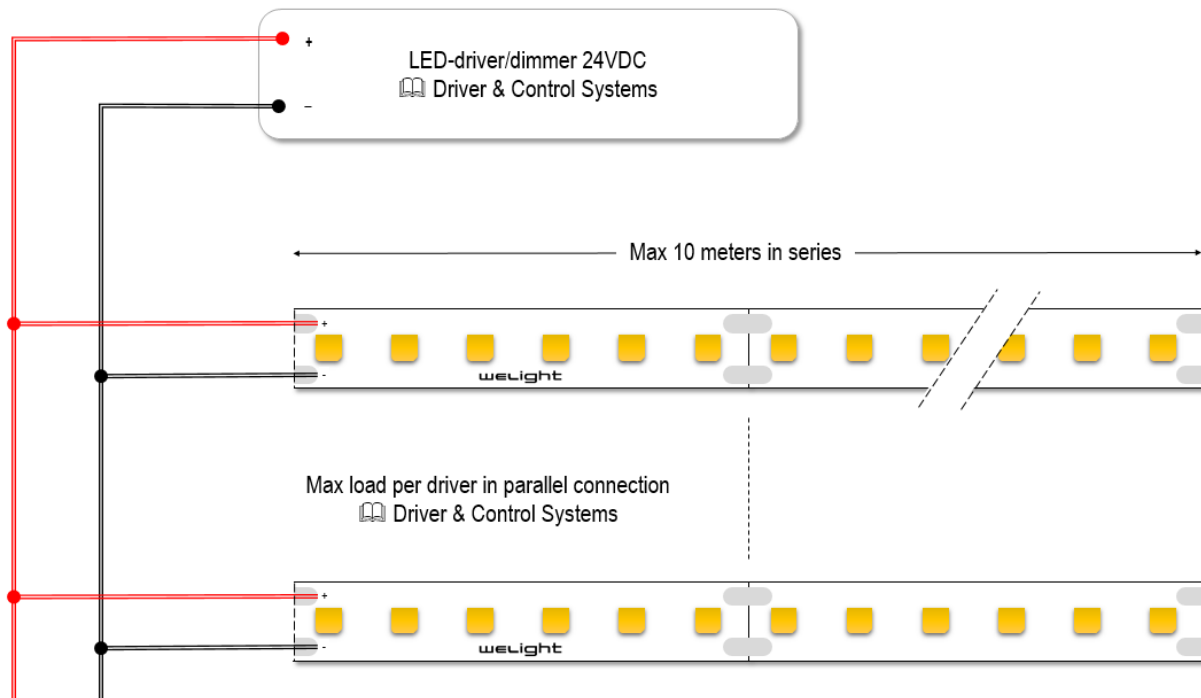 +
LED-driver/dimmer 24VDC
🕮 Driver & Control Systems
–
Max 10 meters in series
+
-
weLight
Max load per driver in parallel connection
🕮 Driver & Control Systems
+
-
weLight